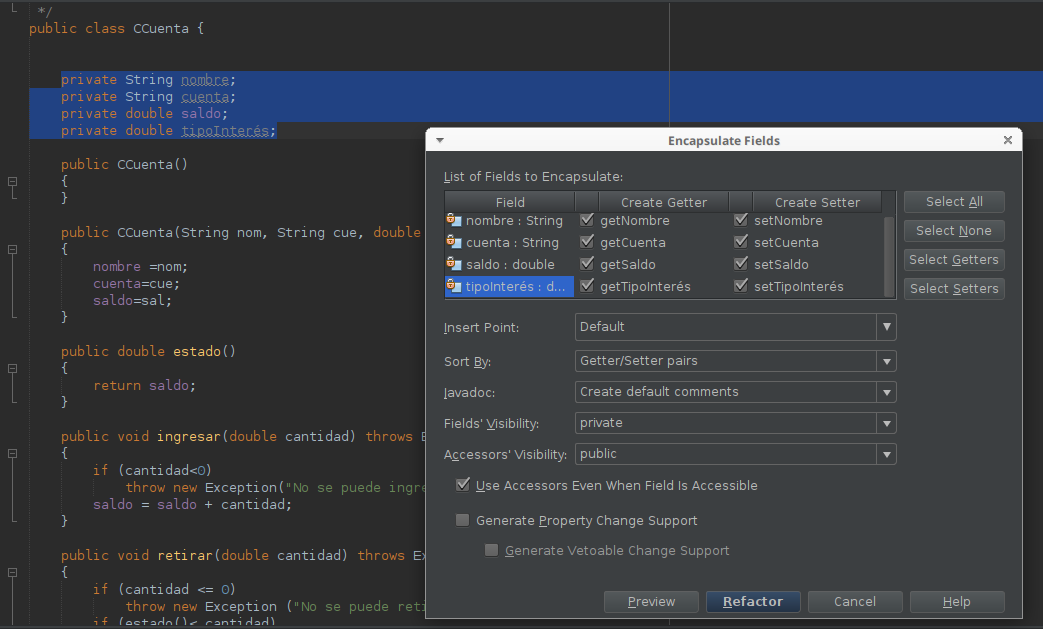 */
public class CCuenta {
private String nombre;
private String cuenta;
private double saldo;
private double tipoInterés;
public CCuenta()
{
}
public CCuenta(String nom, String cue, double
{
nombre =nom;
cuenta=cue;
saldo=sal;
}
public double estado()
{
return saldo;
}
public void ingresar(double cantidad) throws E
{
if (cantidad<0)
throw new Exception("No se puede ingre
saldo = saldo + cantidad;
}
public void retirar(double cantidad) throws Ex
{
if (cantidad <= 0)
throw new Exception ("No se puede reti
if (estado()< cantidad)
Encapsulate Fields
List of Fields to Encapsulate:
Field Create Getter Create Setter
nombre : String getNombre setNombre
cuenta : String getCuenta setCuenta
saldo : double getSaldo setSaldo
tipoInterés : d... getTipoInterés setTipoInterés
Select All
Select None
Select Getters
Select Setters
Insert Point: Default
Sort By: Getter/Setter pairs
Javadoc: Create default comments
Fields' Visibility: private
Accessors' Visibility: public
Use Accessors Even When Field Is Accessible
Generate Property Change Support
Generate Vetoable Change Support
Preview Refactor Cancel Help